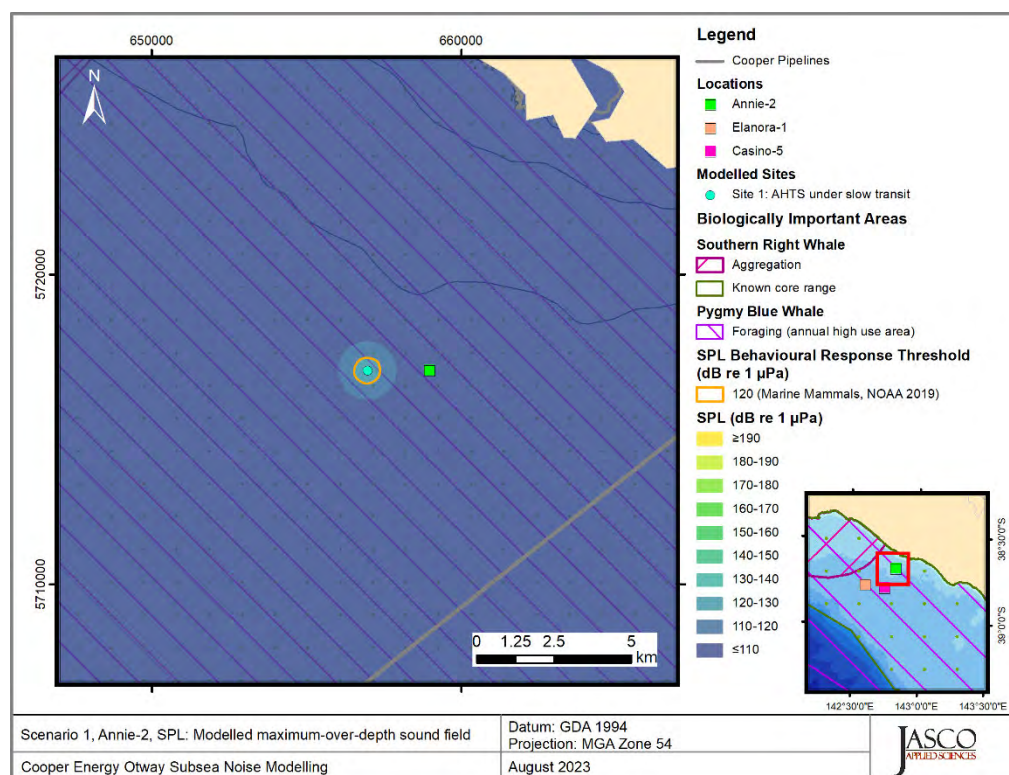 650000
660000
5720000
5710000
N
0 1.25 2.5 5
km
Legend
Cooper Pipelines
Locations
Annie-2
Elanora-1
Casino-5
Modelled Sites
Site 1: AHTS under slow transit
Biologically Important Areas
Southern Right Whale
Aggregation
Known core range
Pygmy Blue Whale
Foraging (annual high use area)
SPL Behavioural Response Threshold
(dB re 1 µPa)
120 (Marine Mammals, NOAA 2019)
SPL (dB re 1 µPa)
≥190
180-190
170-180
160-170
150-160
140-150
130-140
120-130
110-120
≤110
38°30'S
39°0'0"S
142°30'0"E
143°0'0"E
143°30'0"E
Scenario 1, Annie-2, SPL: Modelled maximum-over-depth sound field
Datum: GDA 1994
Projection: MGA Zone 54
Cooper Energy Otway Subsea Noise Modelling
August 2023
JASCO
APPLIED SCIENCES